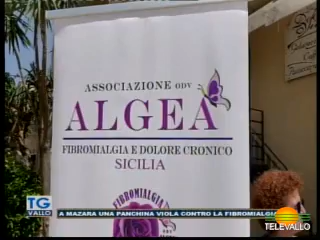 ASSOCIAZIONE ODV
ALGEA
FIBROMIALGIA E DOLORE CRONICO
SICILIA
FIBROMIALGIA
TG
VALLO
A MAZARA UNA PANCHINA VIOLA CONTRO LA FIBROMIALGIA
TELEVALLO